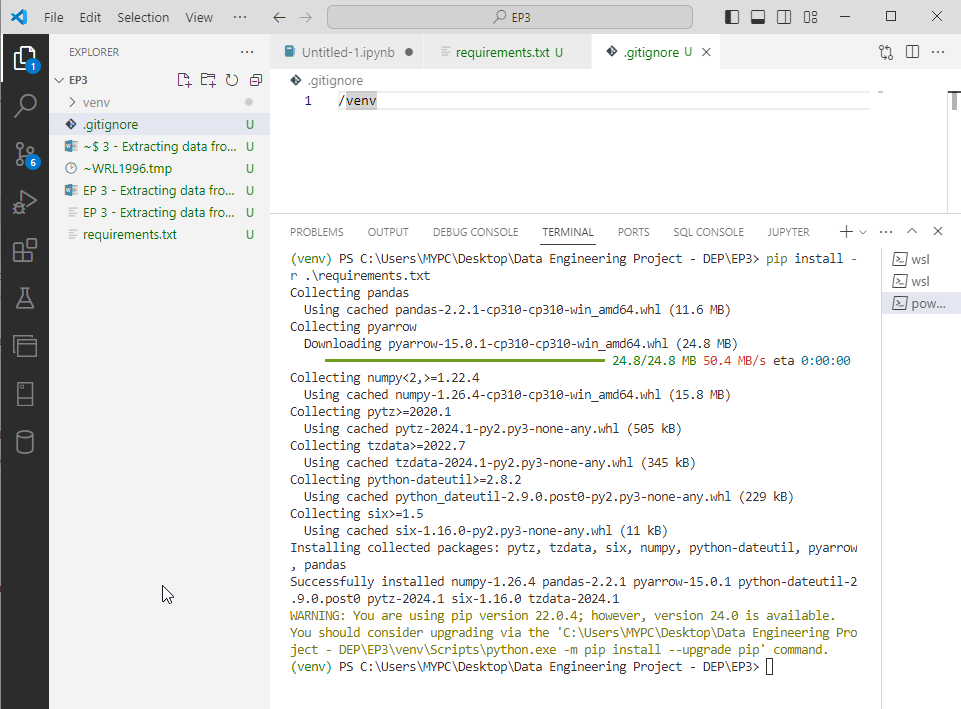 File Edit Selection View ··· EP3
EXPLORER ···
EP3
venv
.gitignore U
~$ 3 - Extracting data fro... U
~WRL1996.tmp U
EP 3 - Extracting data fro... U
EP 3 - Extracting data fro... U
requirements.txt U
1
6
Untitled-1.ipynb ● requirements.txt U .gitignore U ···
.gitignore
1 /venv
PROBLEMS OUTPUT DEBUG CONSOLE TERMINAL PORTS SQL CONSOLE JUPYTER ···
(venv) PS C:\Users\MYPC\Desktop\Data Engineering Project - DEP\EP3> pip install -
r .\requirements.txt
Collecting pandas
Using cached pandas-2.2.1-cp310-cp310-win_amd64.whl (11.6 MB)
Collecting pyarrow
Downloading pyarrow-15.0.1-cp310-cp310-win_amd64.whl (24.8 MB)
24.8/24.8 MB 50.4 MB/s eta 0:00:00
Collecting numpy<2,>=1.22.4
Using cached numpy-1.26.4-cp310-cp310-win_amd64.whl (15.8 MB)
Collecting pytz>=2020.1
Using cached pytz-2024.1-py2.py3-none-any.whl (505 kB)
Collecting tzdata>=2022.7
Using cached tzdata-2024.1-py2.py3-none-any.whl (345 kB)
Collecting python-dateutil>=2.8.2
Using cached python_dateutil-2.9.0.post0-py2.py3-none-any.whl (229 kB)
Collecting six>=1.5
Using cached six-1.16.0-py2.py3-none-any.whl (11 kB)
Installing collected packages: pytz, tzdata, six, numpy, python-dateutil, pyarrow
, pandas
Successfully installed numpy-1.26.4 pandas-2.2.1 pyarrow-15.0.1 python-dateutil-2
.9.0.post0 pytz-2024.1 six-1.16.0 tzdata-2024.1
WARNING: You are using pip version 22.0.4; however, version 24.0 is available.
You should consider upgrading via the 'C:\Users\MYPC\Desktop\Data Engineering Pro
ject - DEP\EP3\venv\Scripts\python.exe -m pip install --upgrade pip' command.
(venv) PS C:\Users\MYPC\Desktop\Data Engineering Project - DEP\EP3>
wsl
wsl
pow...